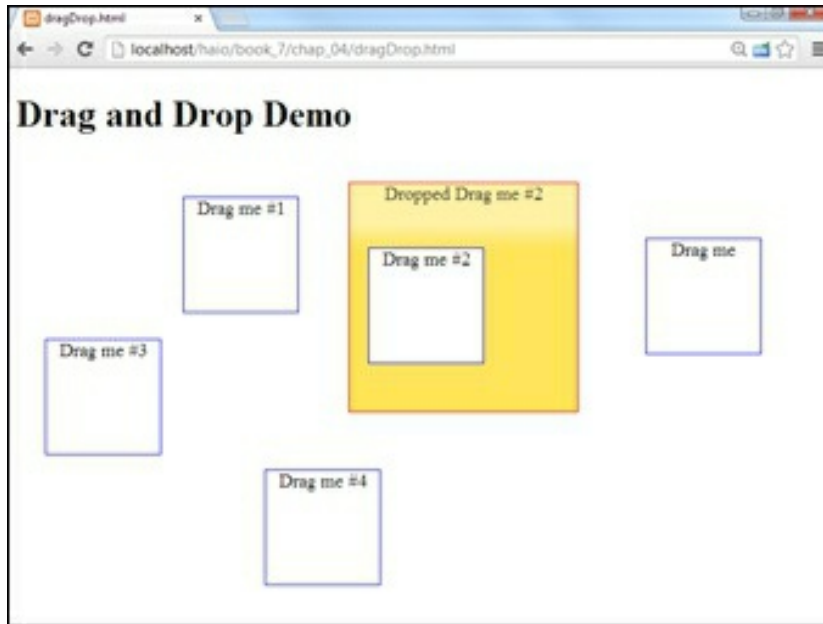 dragDrop.html
localhost/haio/book_7/chap_04/dragDrop.html
Drag and Drop Demo
Dropped Drag me #2
Drag me #1
Drag me
Drag me #2
Drag me #3
Drag me #4